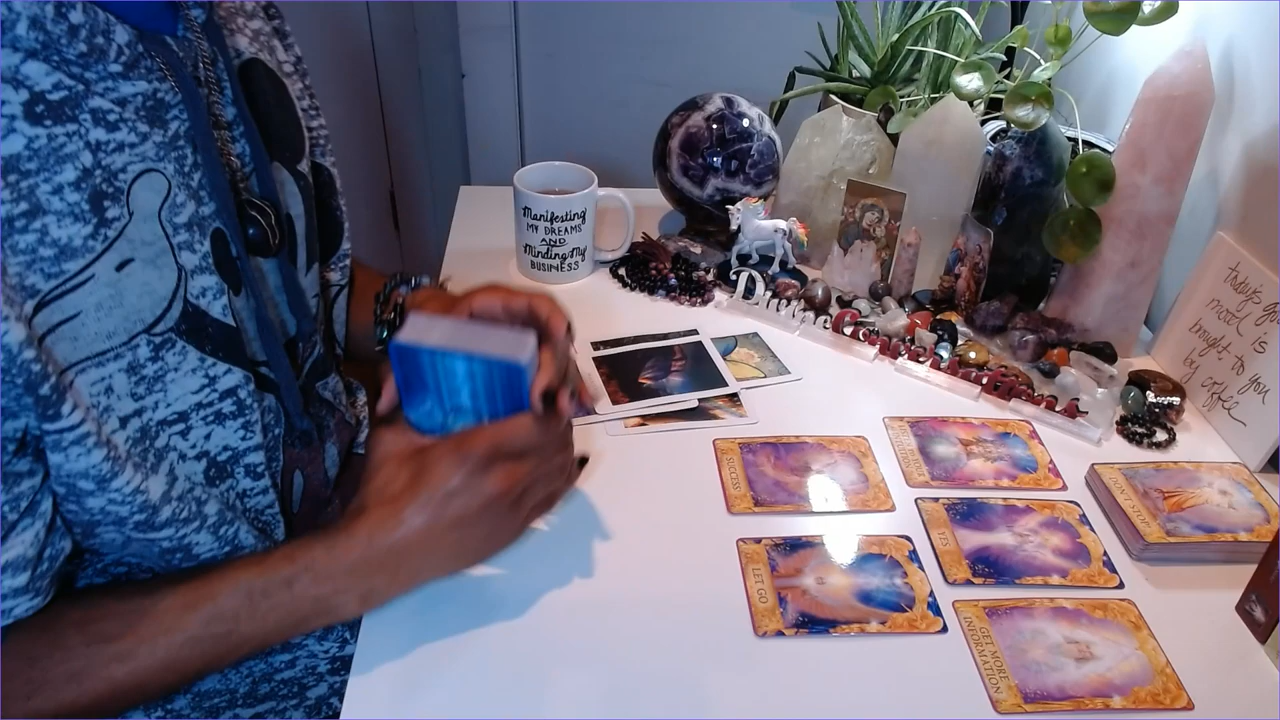 Manifesting
MY DREAMS
AND
Minding My
BUSINESS
today's good
mood is
brought to you
by coffee
SUCCESS
LET GO
YES
GET MORE
INFORMATION
DON'T STOP!